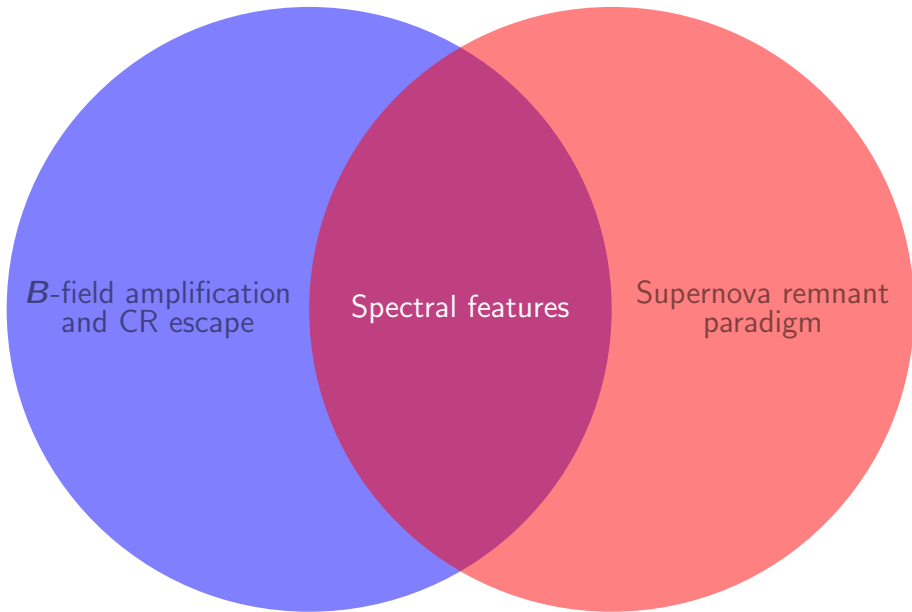 B-field amplification
and CR escape
Spectral features
Supernova remnant
paradigm